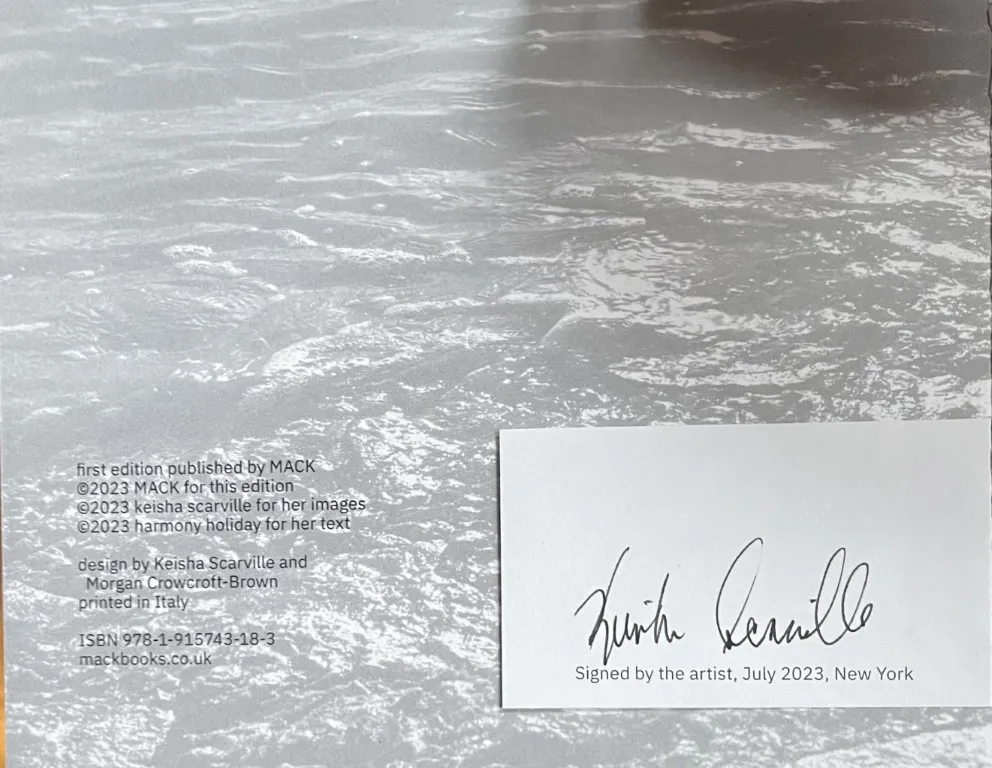 first edition published by MACK
©2023 MACK for this edition
©2023 keisha scarville for her images
©2023 harmony holiday for her text
design by Keisha Scarville and
Morgan Crowcroft-Brown
printed in Italy
ISBN 978-1-915743-18-3
mackbooks.co.uk
Keisha Scarville
Signed by the artist, July 2023, New York